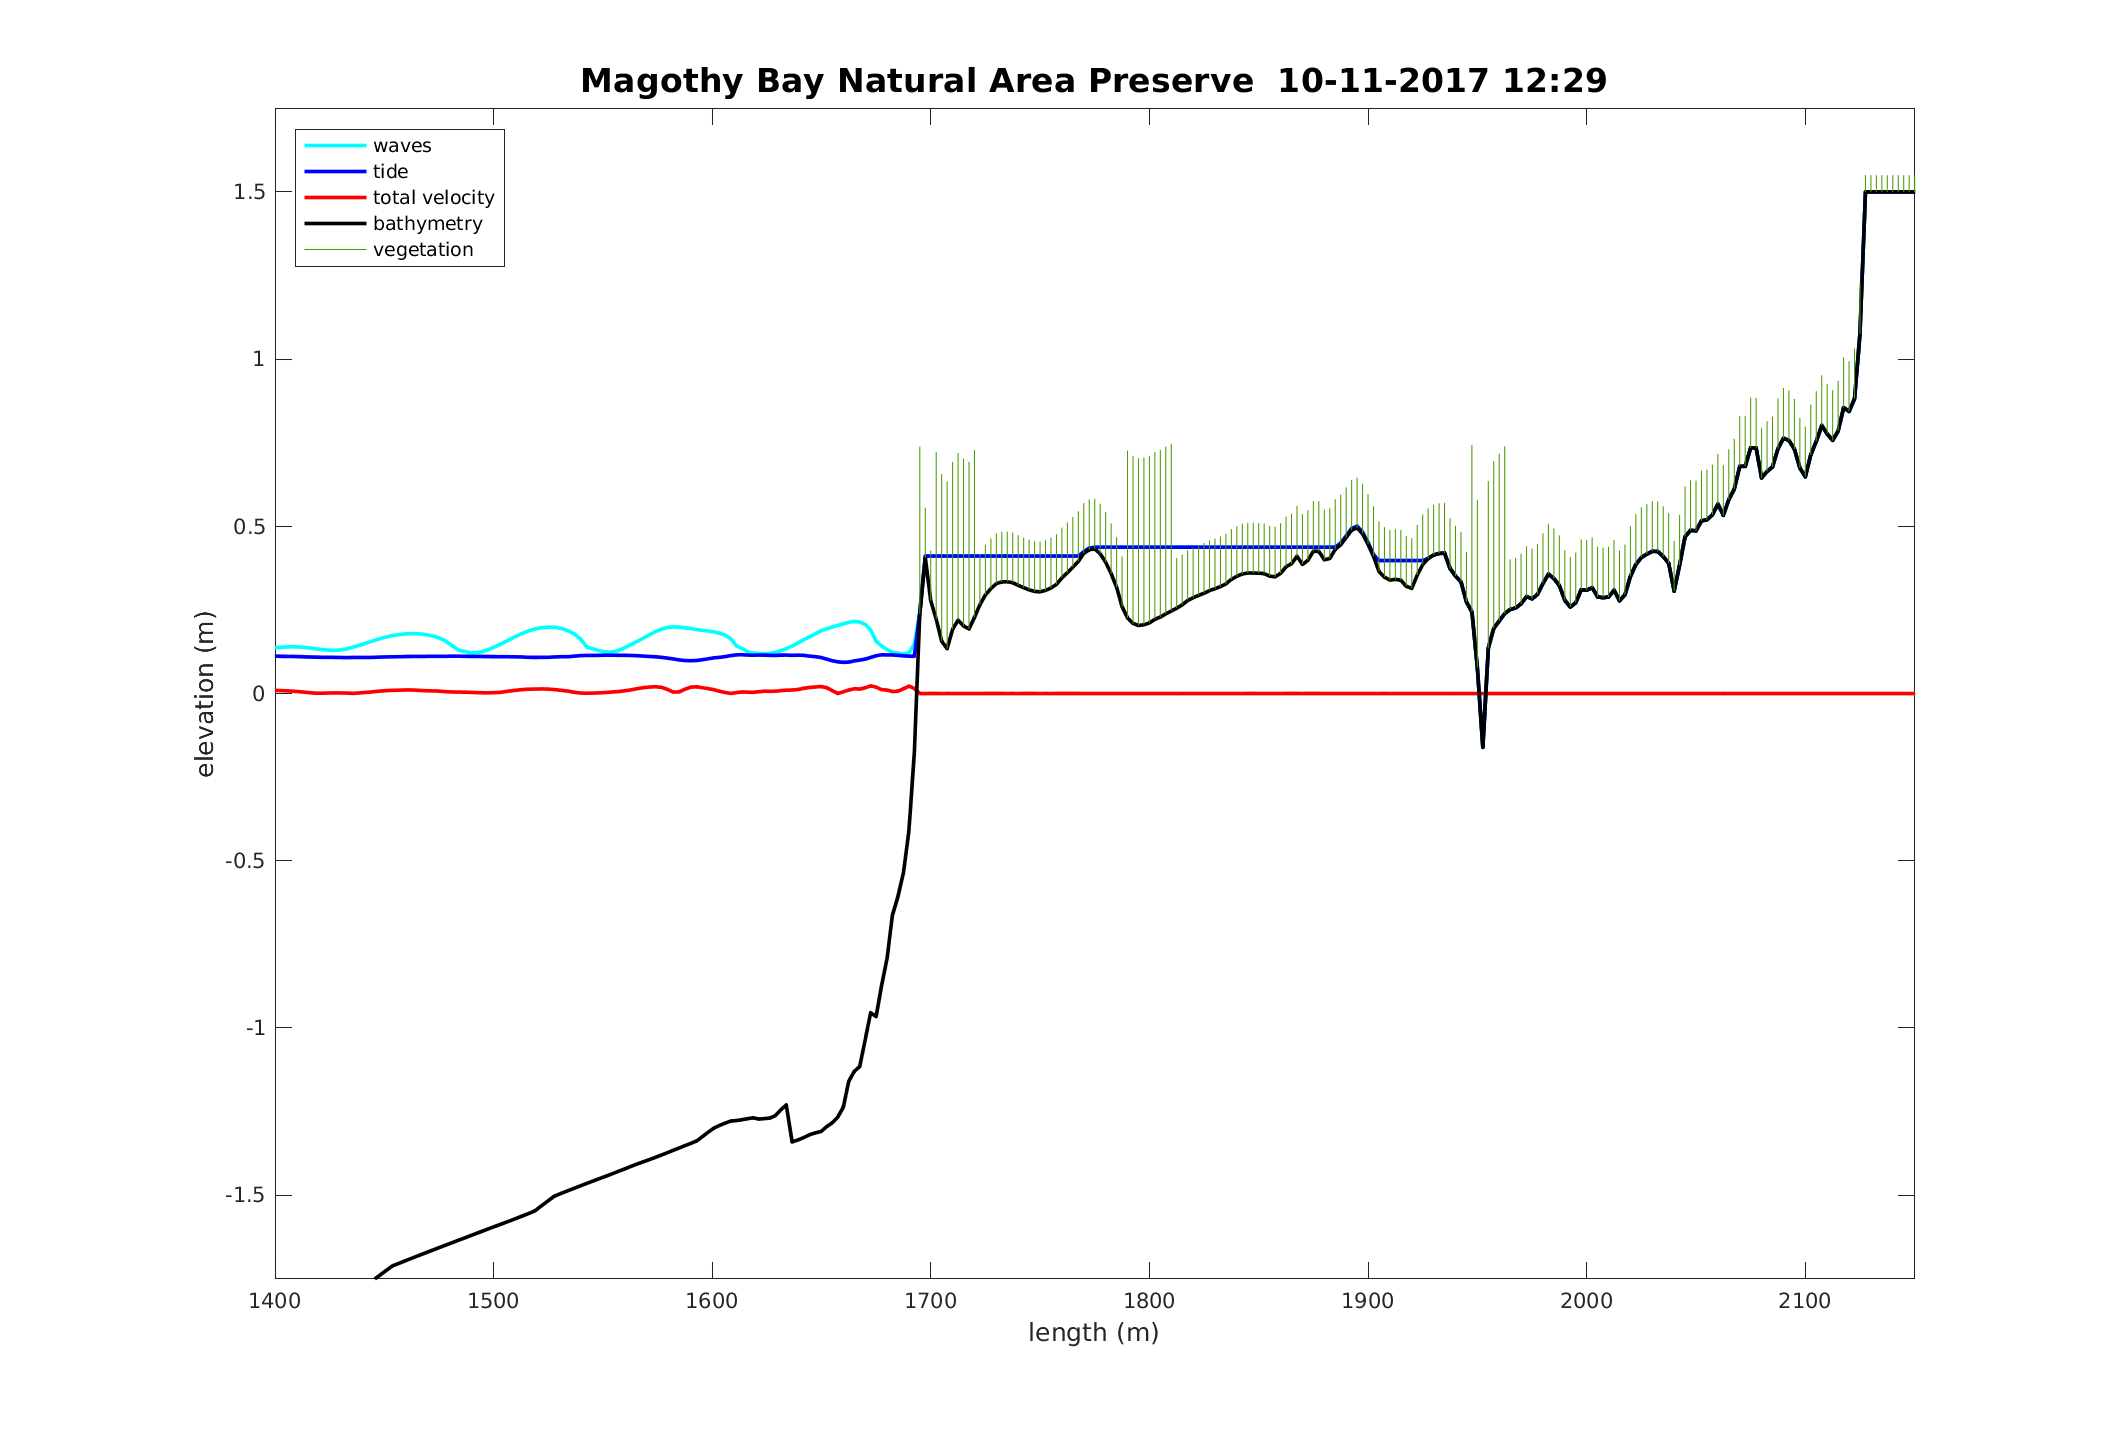 Magothy Bay Natural Area Preserve  10-11-2017 12:29
waves
tide
total velocity
bathymetry
vegetation
1.5
1
0.5
0
-0.5
-1
-1.5
elevation (m)
1400 1500 1600 1700 1800 1900 2000 2100
length (m)